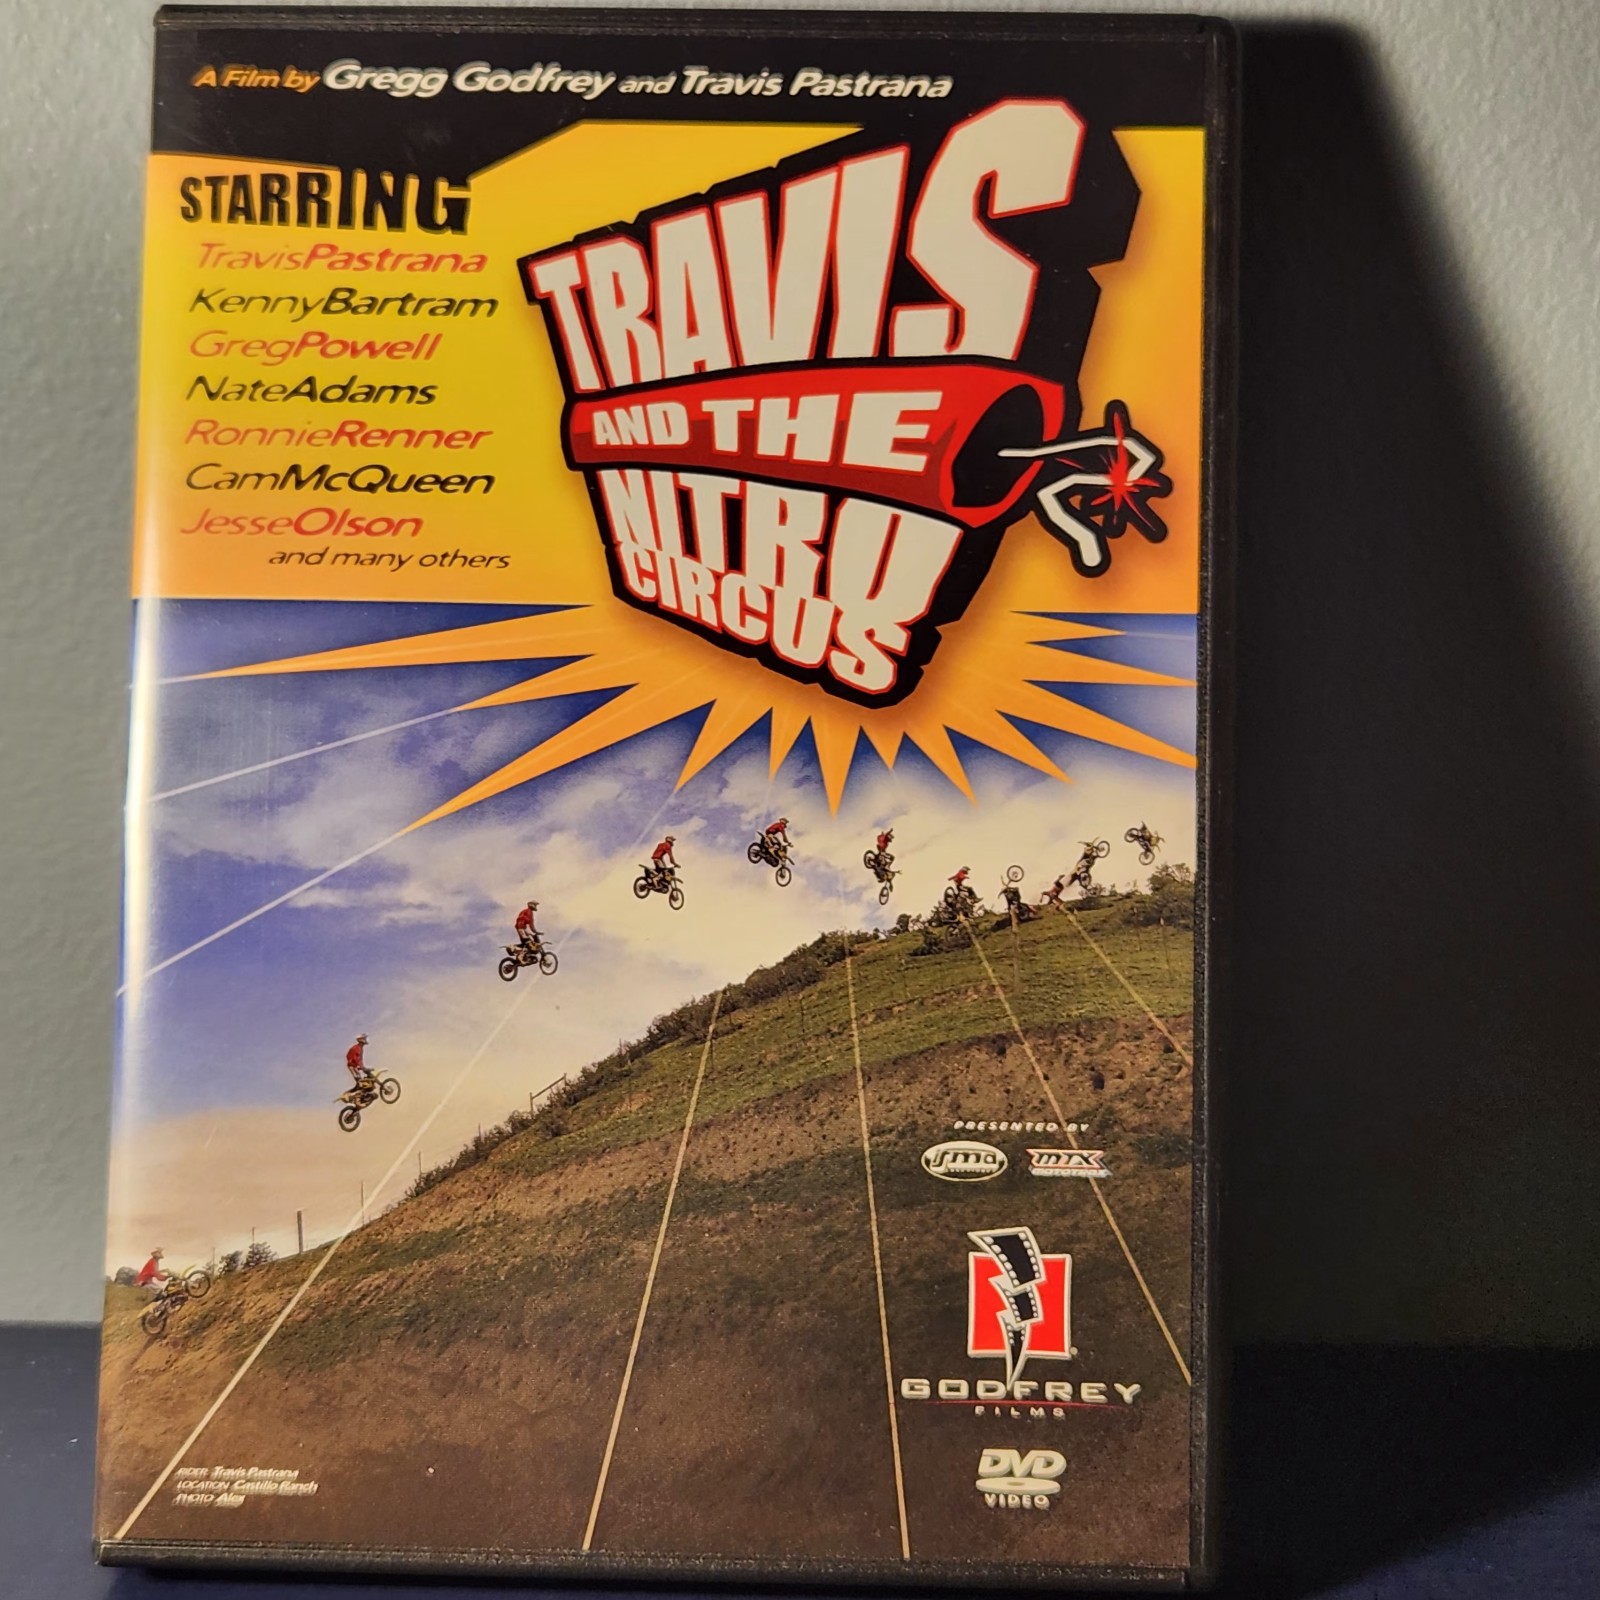 A Film by Gregg Godfrey and Travis Pastrana
STARRING
TravisPastrana
KennyBartram
GregPowell
NateAdams
RonnieRenner
CamMcQueen
JesseOlson
and many others
TRAVIS
AND THE
NITRO
CIRCUS
PRESENTED BY
GODFREY
FILMS
DVD
VIDEO
RIDER Travis Pastrana
LOCATION Castillo Ranch
PHOTO Alex